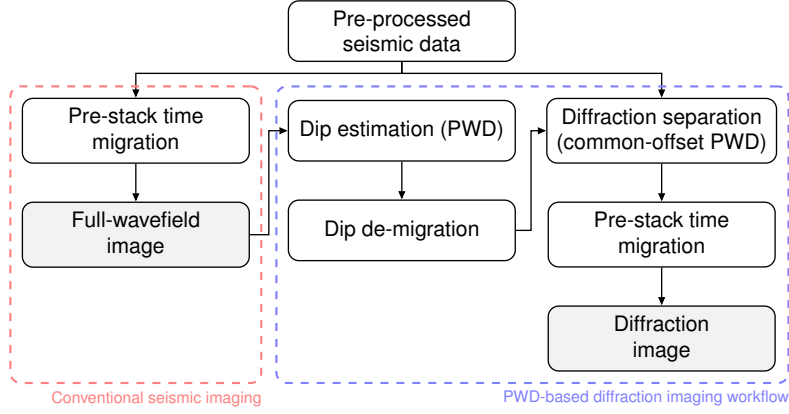 Pre-processed
seismic data
Pre-stack time
migration
Full-wavefield
image
Conventional seismic imaging
Dip estimation (PWD)
Dip de-migration
Diffraction separation
(common-offset PWD)
Pre-stack time
migration
Diffraction
image
PWD-based diffraction imaging workflow